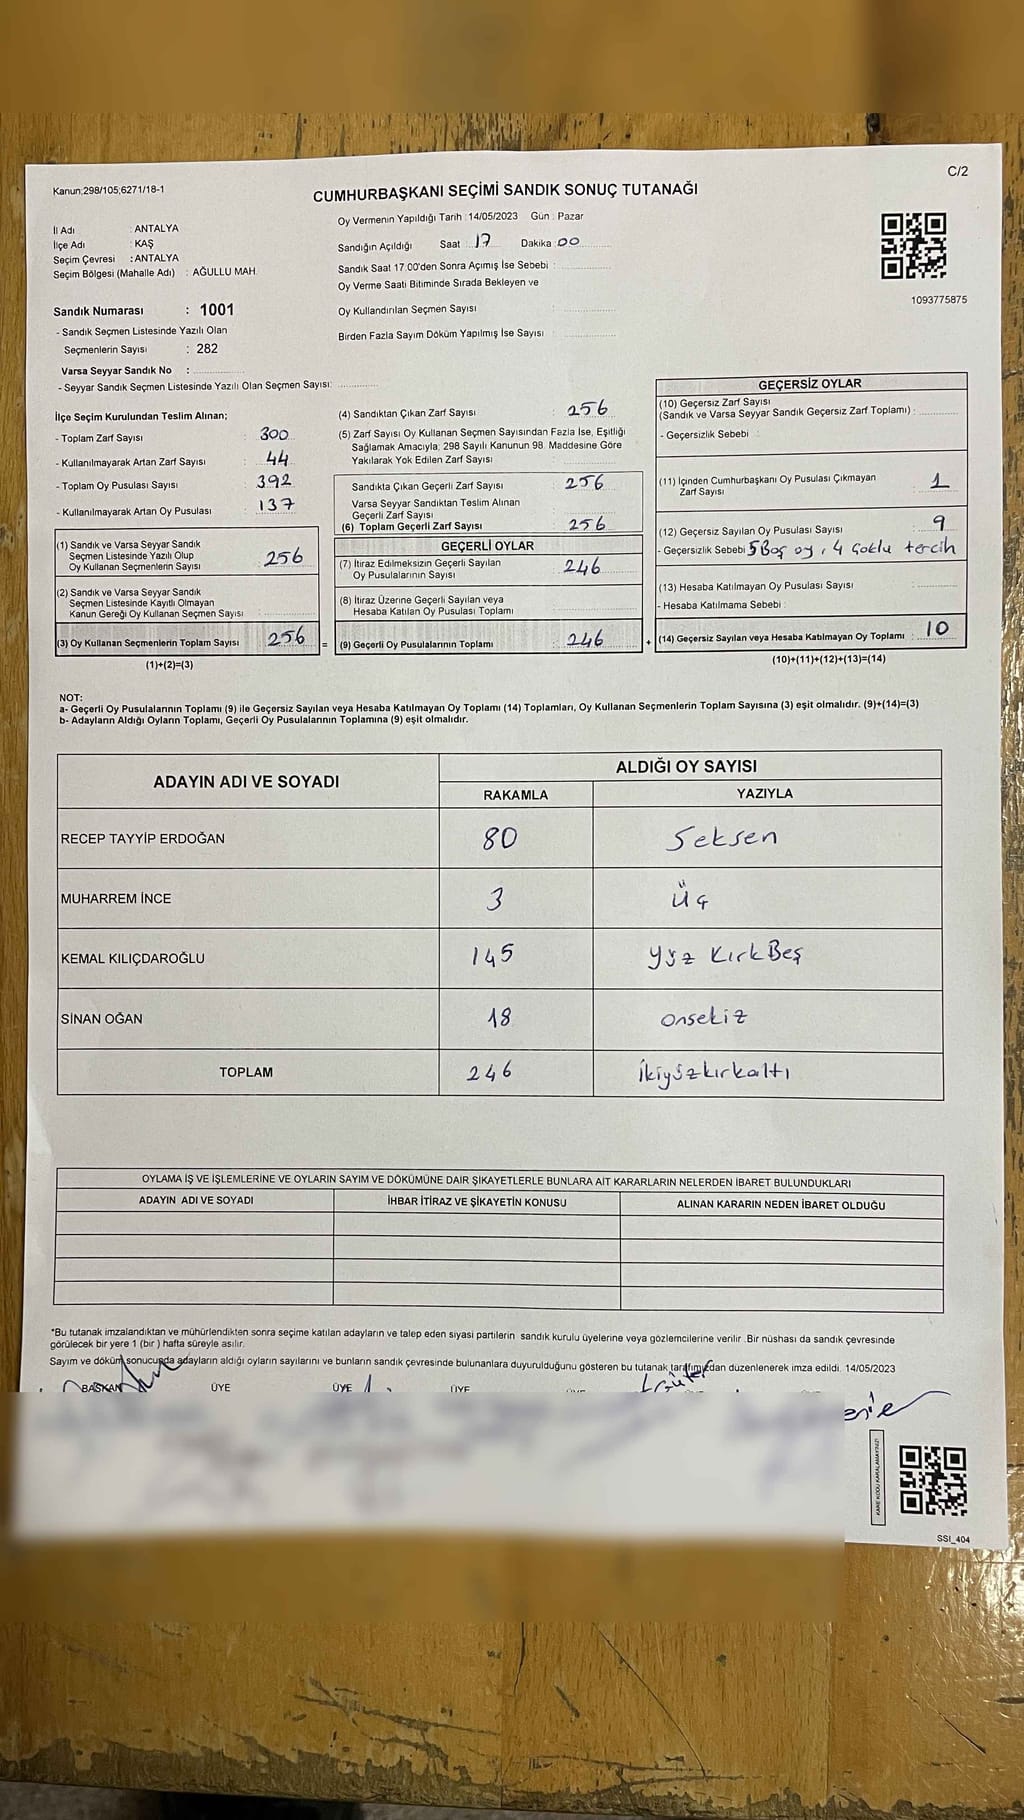 Kanun;298/105;6271/18-1
C/2
CUMHURBAŞKANI SEÇİMİ SANDIK SONUÇ TUTANAĞI
İl Adı : ANTALYA
İlçe Adı : KAŞ
Seçim Çevresi : ANTALYA
Seçim Bölgesi (Mahalle Adı) : AĞULLU MAH.
Sandık Numarası : 1001
- Sandık Seçmen Listesinde Yazılı Olan
Seçmenlerin Sayısı : 282
Varsa Seyyar Sandık No :
- Seyyar Sandık Seçmen Listesinde Yazılı Olan Seçmen Sayısı:
Oy Vermenin Yapıldığı Tarih : 14/05/2023 Gün : Pazar
Sandığın Açıldığı Saat : 17 Dakika : 00
Sandık Saat 17:00'den Sonra Açımış İse Sebebi :
Oy Verme Saati Bitiminde Sırada Bekleyen ve
Oy Kullandırılan Seçmen Sayısı :
Birden Fazla Sayım Döküm Yapılmış İse Sayısı :
1093775875
İlçe Seçim Kurulundan Teslim Alınan;
- Toplam Zarf Sayısı : 300
- Kullanılmayarak Artan Zarf Sayısı : 44
- Toplam Oy Pusulası Sayısı : 392
- Kullanılmayarak Artan Oy Pusulası : 137
(1) Sandık ve Varsa Seyyar Sandık
Seçmen Listesinde Yazılı Olup
Oy Kullanan Seçmenlerin Sayısı : 256
(2) Sandık ve Varsa Seyyar Sandık
Seçmen Listesinde Kayıtlı Olmayan
Kanun Gereği Oy Kullanan Seçmen Sayısı :
(3) Oy Kullanan Seçmenlerin Toplam Sayısı : 256 =
(1)+(2)=(3)
(4) Sandıktan Çıkan Zarf Sayısı : 256
(5) Zarf Sayısı Oy Kullanan Seçmen Sayısından Fazla İse, Eşitliği
Sağlamak Amacıyla; 298 Sayılı Kanunun 98. Maddesine Göre
Yakılarak Yok Edilen Zarf Sayısı :
Sandıkta Çıkan Geçerli Zarf Sayısı : 256
Varsa Seyyar Sandıktan Teslim Alınan
Geçerli Zarf Sayısı :
(6) Toplam Geçerli Zarf Sayısı : 256
GEÇERLİ OYLAR
(7) İtiraz Edilmeksizin Geçerli Sayılan
Oy Pusulalarının Sayısı : 246
(8) İtiraz Üzerine Geçerli Sayılan veya
Hesaba Katılan Oy Pusulası Toplamı :
(9) Geçerli Oy Pusulalarının Toplamı : 246 +
GEÇERSİZ OYLAR
(10) Geçersiz Zarf Sayısı
(Sandık ve Varsa Seyyar Sandık Geçersiz Zarf Toplamı) :
- Geçersizlik Sebebi :
(11) İçinden Cumhurbaşkanı Oy Pusulası Çıkmayan
Zarf Sayısı : 1
(12) Geçersiz Sayılan Oy Pusulası Sayısı : 9
- Geçersizlik Sebebi 5 Boş oy, 4 Çoklu tercih
(13) Hesaba Katılmayan Oy Pusulası Sayısı :
- Hesaba Katılmama Sebebi :
(14) Geçersiz Sayılan veya Hesaba Katılmayan Oy Toplamı : 10
(10)+(11)+(12)+(13)=(14)
NOT:
a- Geçerli Oy Pusulalarının Toplamı (9) ile Geçersiz Sayılan veya Hesaba Katılmayan Oy Toplamı (14) Toplamları, Oy Kullanan Seçmenlerin Toplam Sayısına (3) eşit olmalıdır. (9)+(14)=(3)
b- Adayların Aldığı Oyların Toplamı, Geçerli Oy Pusulalarının Toplamına (9) eşit olmalıdır.
ADAYIN ADI VE SOYADI ALDIĞI OY SAYISI
RAKAMLA YAZIYLA
RECEP TAYYİP ERDOĞAN 80 Seksen
MUHARREM İNCE 3 Üç
KEMAL KILIÇDAROĞLU 145 Yüz Kırk Beş
SİNAN OĞAN 18 onsekiz
TOPLAM 246 ikiyüzkırkaltı
OYLAMA İŞ VE İŞLEMLERİNE VE OYLARIN SAYIM VE DÖKÜMÜNE DAİR ŞİKAYETLERLE BUNLARA AİT KARARLARIN NELERDEN İBARET BULUNDUKLARI
ADAYIN ADI VE SOYADI İHBAR İTİRAZ VE ŞİKAYETİN KONUSU ALINAN KARARIN NEDEN İBARET OLDUĞU
*Bu tutanak imzalandıktan ve mühürlendikten sonra seçime katılan adayların ve talep eden siyasi partilerin sandık kurulu üyelerine veya gözlemcilerine verilir .Bir nüshası da sandık çevresinde
görülecek bir yere 1 (bir ) hafta süreyle asılır.
Sayım ve döküm sonucunda adayların aldığı oyların sayılarını ve bunların sandık çevresinde bulunanlara duyurulduğunu gösteren bu tutanak tarafımızdan düzenlenerek imza edildi. 14/05/2023
BAŞKAN ÜYE ÜYE ÜYE
SSI_404